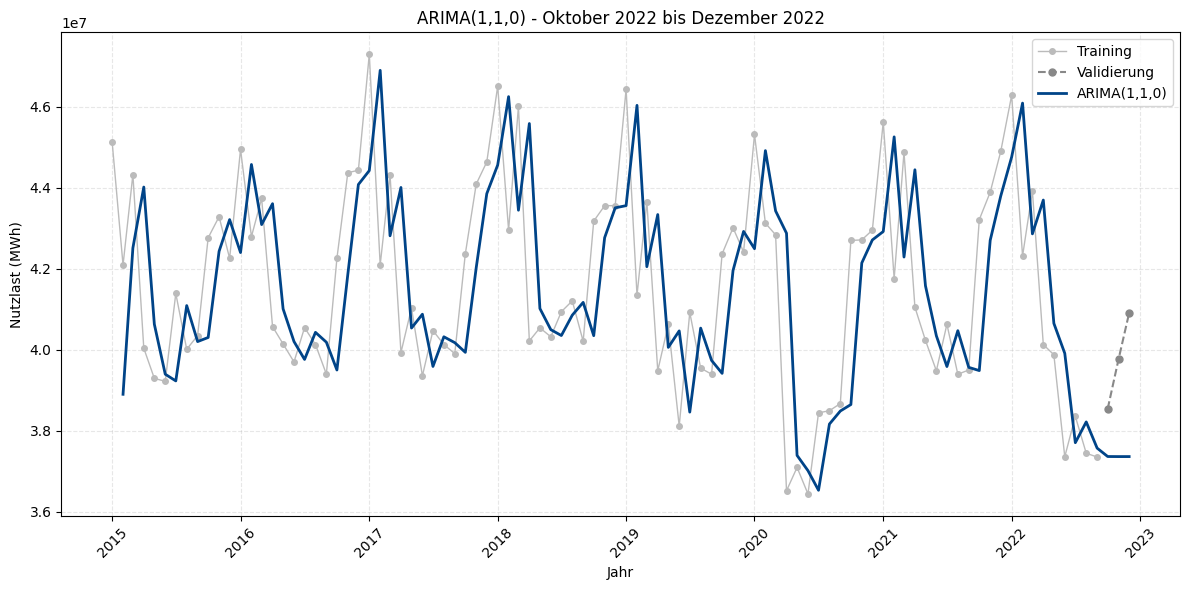 ARIMA(1,1,0) - Oktober 2022 bis Dezember 2022
1e7
Training
Validierung
ARIMA(1,1,0)
4.6
4.4
4.2
4.0
3.8
3.6
Nutzlast (MWh)
2015
2016
2017
2018
2019
2020
2021
2022
2023
Jahr